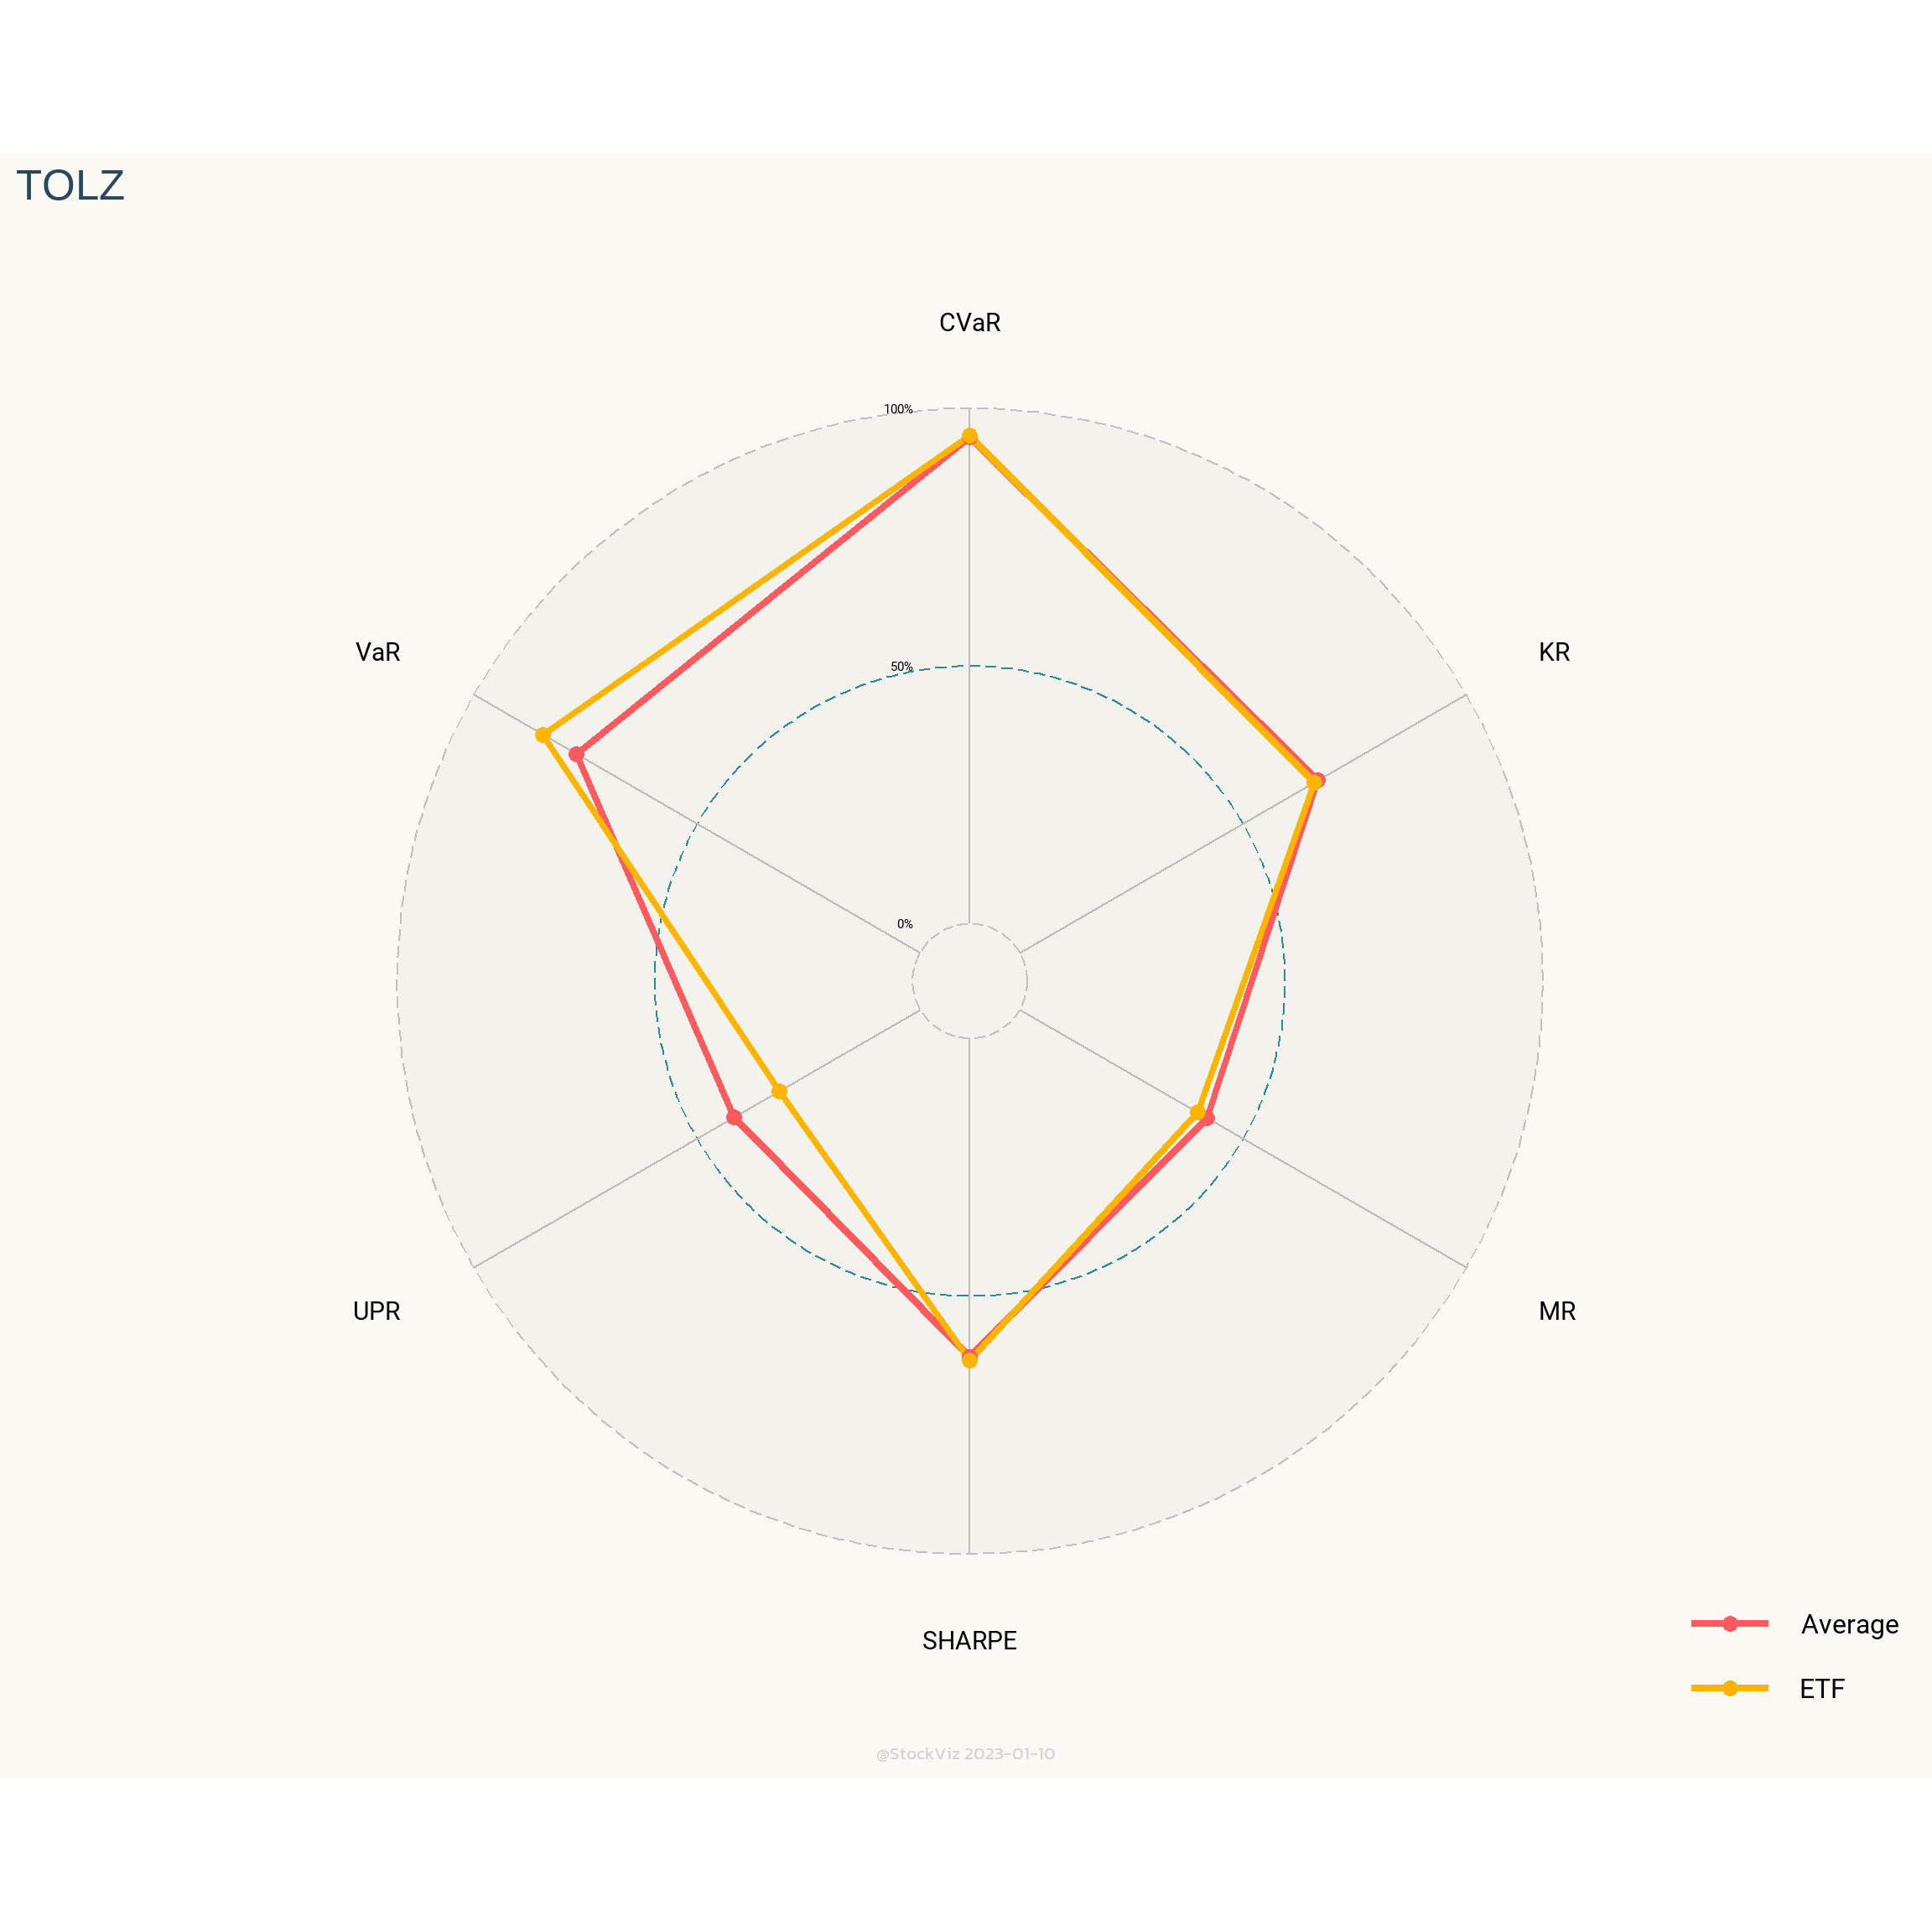 TOLZ
CVaR
100%
VaR
KR
50%
0%
UPR
MR
SHARPE
Average
ETF
@StockViz 2023-01-10